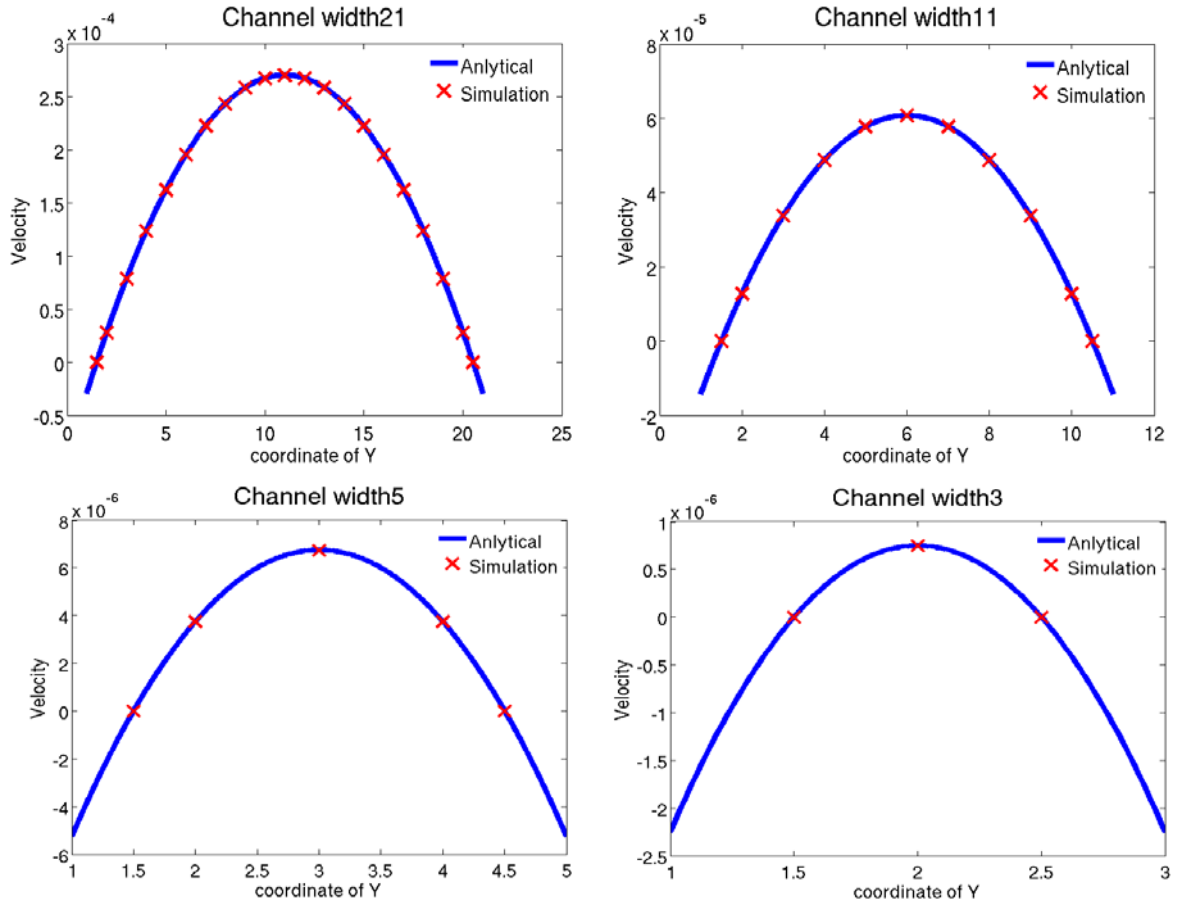 Channel width21
x 10⁻⁴
3
2.5
2
1.5
1
0.5
0
-0.5
0 5 10 15 20 25
Velocity
coordinate of Y
Anlytical
Simulation
Channel width11
x 10⁻⁵
8
6
4
2
0
-2
0 2 4 6 8 10 12
Velocity
coordinate of Y
Anlytical
Simulation
Channel width5
x 10⁻⁶
8
6
4
2
0
-2
-4
-6
1 1.5 2 2.5 3 3.5 4 4.5 5
Velocity
coordinate of Y
Anlytical
Simulation
Channel width3
x 10⁻⁶
1
0.5
0
-0.5
-1
-1.5
-2
-2.5
1 1.5 2 2.5 3
Velocity
coordinate of Y
Anlytical
Simulation